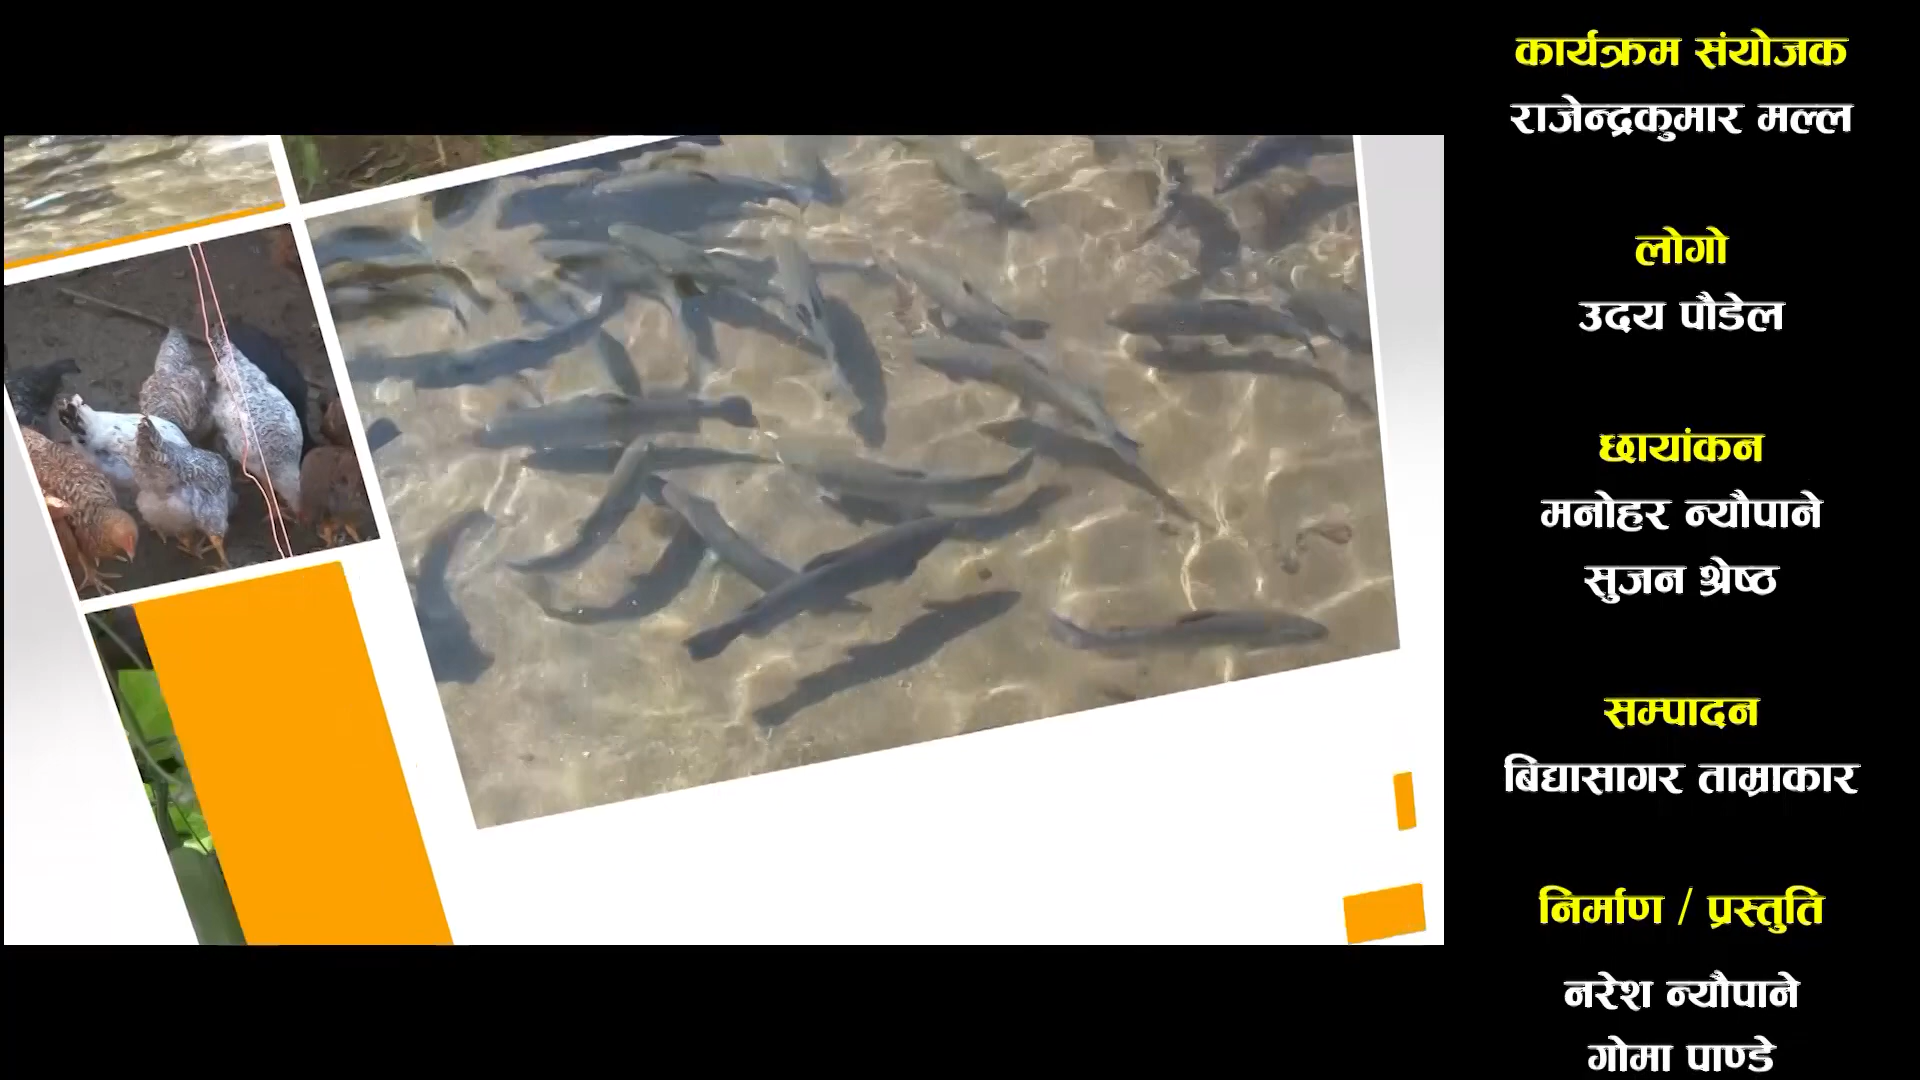 कार्यक्रम संयोजक
राजेन्द्रकुमार मल्ल
लोगो
उदय पौडेल
छायांकन
मनोहर न्यौपाने
सुजन श्रेष्ठ
सम्पादन
बिद्यासागर ताम्राकार
निर्माण / प्रस्तुति
नरेश न्यौपाने
गोमा पाण्डे